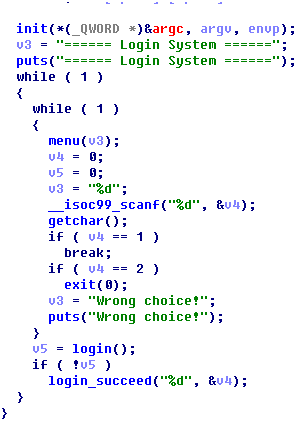 init(*(_QWORD *)&argc, argv, envp);
v3 = "====== Login System ======";
puts("====== Login System ======");
while ( 1 )
{
while ( 1 )
{
menu(v3);
v4 = 0;
v5 = 0;
v3 = "%d";
__isoc99_scanf("%d", &v4);
getchar();
if ( v4 == 1 )
break;
if ( v4 == 2 )
exit(0);
v3 = "Wrong choice!";
puts("Wrong choice!");
}
v5 = login();
if ( !v5 )
login_succeed("%d", &v4);
}
}